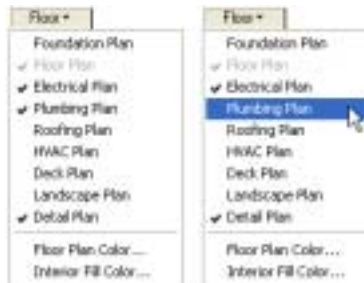 Floor
Foundation Plan
Floor Plan
Electrical Plan
Plumbing Plan
Roofing Plan
HVAC Plan
Deck Plan
Landscape Plan
Detail Plan
Floor Plan Color...
Interior Fill Color...
Floor
Foundation Plan
Floor Plan
Electrical Plan
Plumbing Plan
Roofing Plan
HVAC Plan
Deck Plan
Landscape Plan
Detail Plan
Floor Plan Color...
Interior Fill Color...